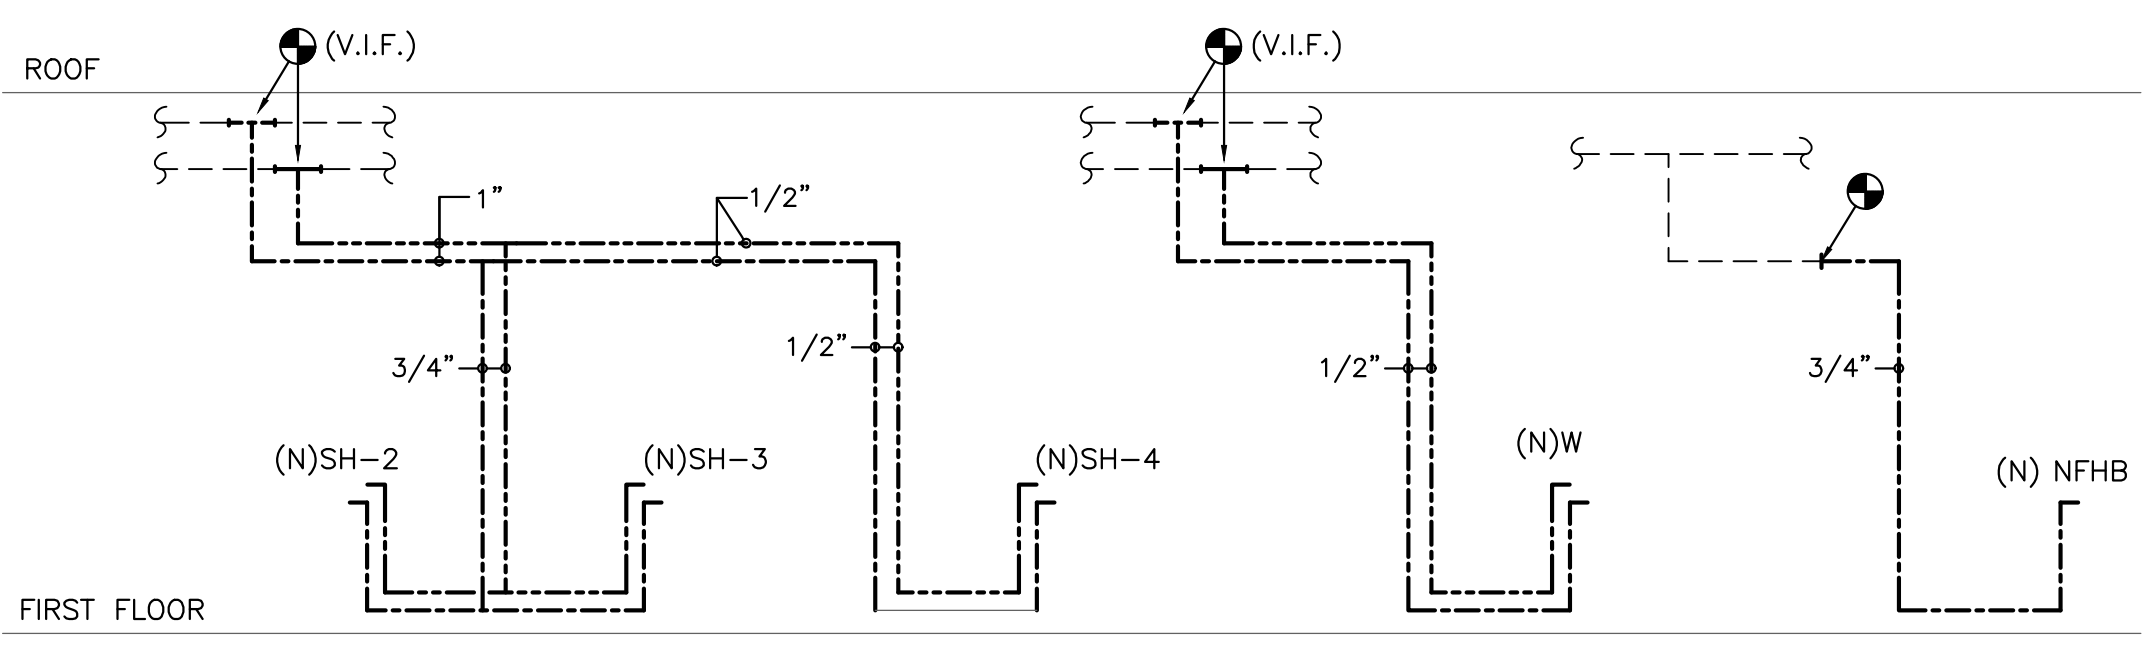 (V.I.F.)
(V.I.F.)
ROOF
1”
1/2”
1/2”
3/4”
1/2”
3/4”
(N)W
(N)SH-2
(N)SH-3
(N)SH-4
(N) NFHB
FIRST FLOOR